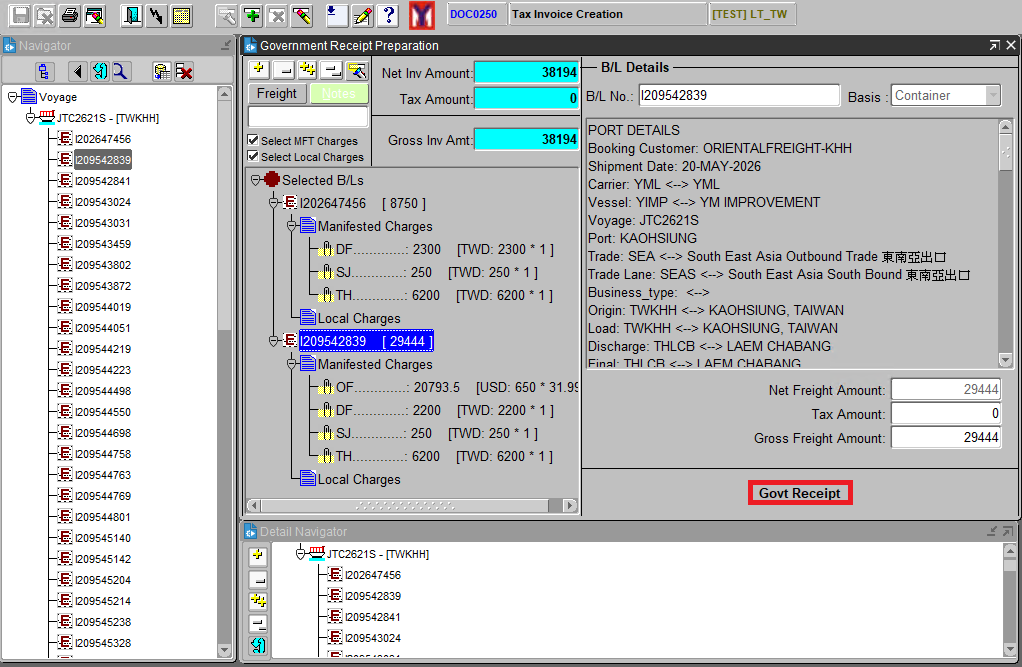 DOC0250
Tax Invoice Creation
[TEST] LT_TW
Navigator
Voyage
JTC2621S - [TWKHH]
I202647456
I209542839
I209542841
I209543024
I209543031
I209543459
I209543802
I209543872
I209544019
I209544051
I209544219
I209544223
I209544498
I209544550
I209544698
I209544758
I209544763
I209544769
I209544801
I209545140
I209545142
I209545204
I209545214
I209545238
I209545328
Government Receipt Preparation
Freight
Notes
Select MFT Charges
Select Local Charges
Net Inv Amount: 38194
Tax Amount: 0
Gross Inv Amt: 38194
Selected B/Ls
I202647456 [ 8750 ]
Manifested Charges
DF..............: 2300 [TWD: 2300 * 1 ]
SJ..............: 250 [TWD: 250 * 1 ]
TH..............: 6200 [TWD: 6200 * 1 ]
Local Charges
I209542839 [ 29444 ]
Manifested Charges
OF..............: 20793.5 [USD: 650 * 31.99
DF..............: 2200 [TWD: 2200 * 1 ]
SJ..............: 250 [TWD: 250 * 1 ]
TH..............: 6200 [TWD: 6200 * 1 ]
Local Charges
B/L Details
B/L No.: I209542839 Basis : Container
PORT DETAILS
Booking Customer: ORIENTALFREIGHT-KHH
Shipment Date: 20-MAY-2026
Carrier: YML <--> YML
Vessel: YIMP <--> YM IMPROVEMENT
Voyage: JTC2621S
Port: KAOHSIUNG
Trade: SEA <--> South East Asia Outbound Trade 東南亞出口
Trade Lane: SEAS <--> South East Asia South Bound 東南亞出口
Business_type: <-->
Origin: TWKHH <--> KAOHSIUNG, TAIWAN
Load: TWKHH <--> KAOHSIUNG, TAIWAN
Discharge: THLCB <--> LAEM CHABANG
Final: THLCB <--> LAEM CHABANG
Net Freight Amount: 29444
Tax Amount: 0
Gross Freight Amount: 29444
Govt Receipt
Detail Navigator
JTC2621S - [TWKHH]
I202647456
I209542839
I209542841
I209543024